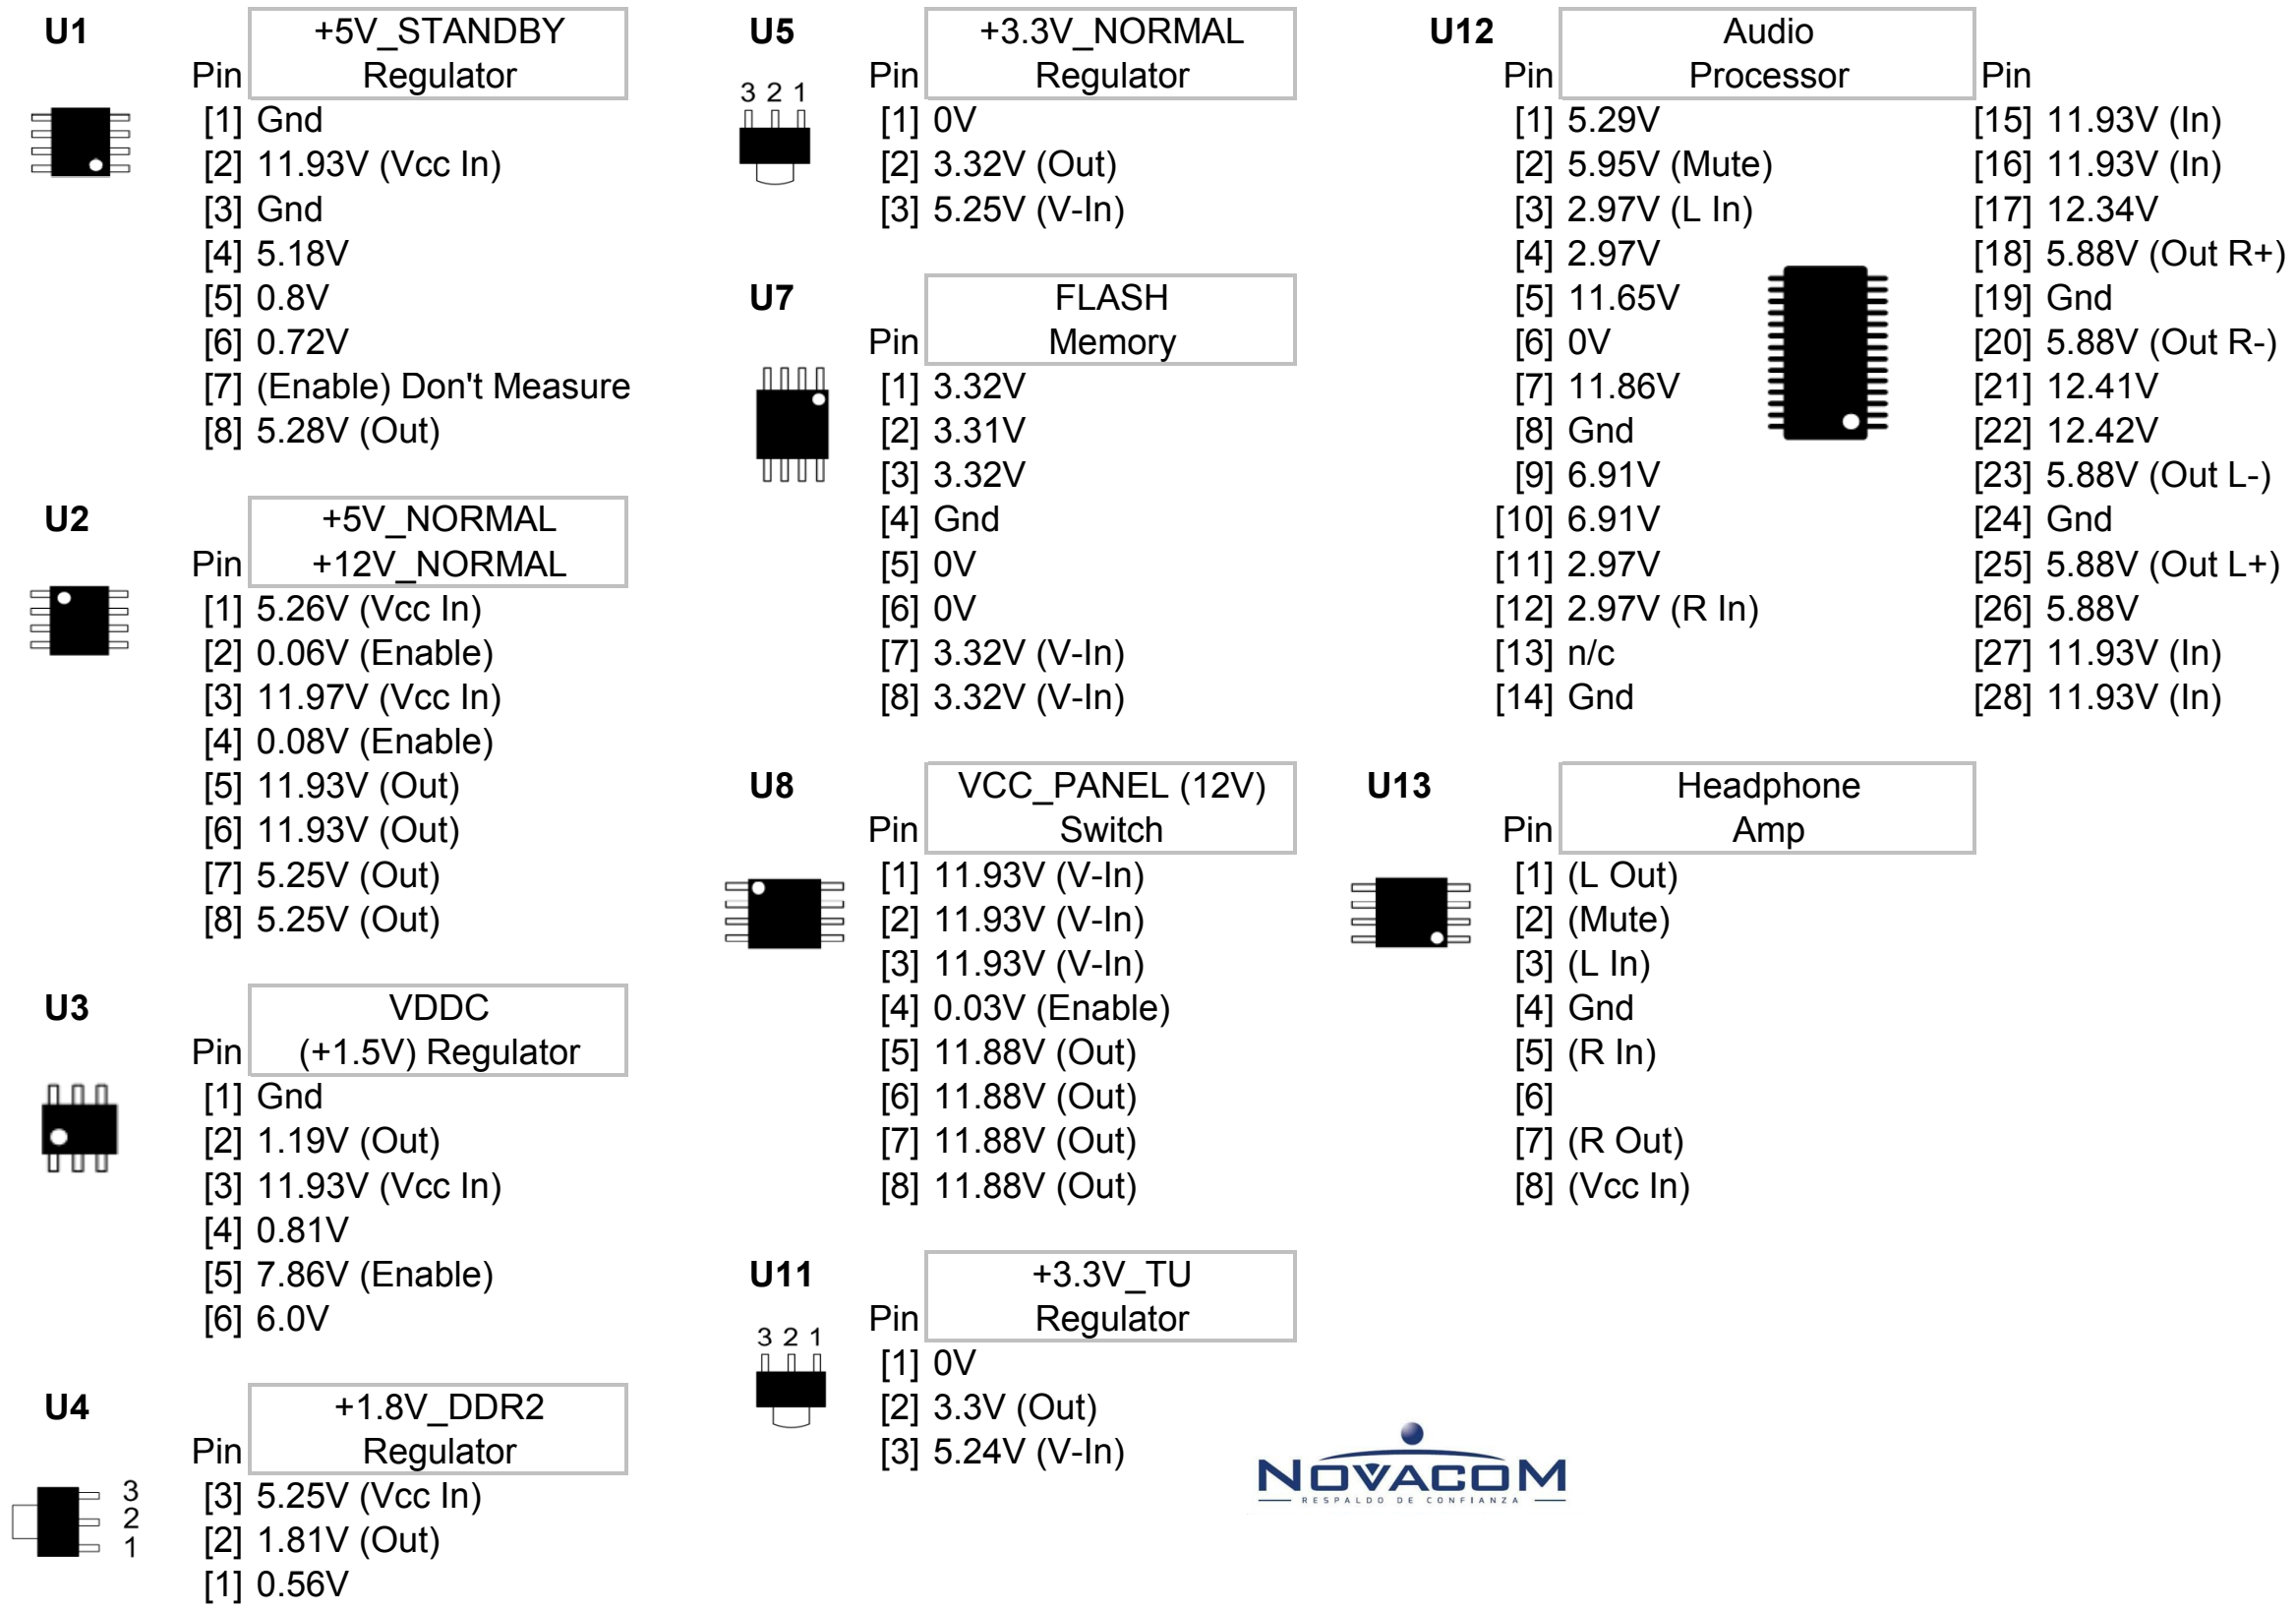 U1
+5V_STANDBY
Pin Regulator
[1] Gnd
[2] 11.93V (Vcc In)
[3] Gnd
[4] 5.18V
[5] 0.8V
[6] 0.72V
[7] (Enable) Don't Measure
[8] 5.28V (Out)
U2
+5V_NORMAL
Pin +12V_NORMAL
[1] 5.26V (Vcc In)
[2] 0.06V (Enable)
[3] 11.97V (Vcc In)
[4] 0.08V (Enable)
[5] 11.93V (Out)
[6] 11.93V (Out)
[7] 5.25V (Out)
[8] 5.25V (Out)
U3
VDDC
Pin (+1.5V) Regulator
[1] Gnd
[2] 1.19V (Out)
[3] 11.93V (Vcc In)
[4] 0.81V
[5] 7.86V (Enable)
[6] 6.0V
U4
+1.8V_DDR2
Pin Regulator
3
2
1
[3] 5.25V (Vcc In)
[2] 1.81V (Out)
[1] 0.56V
U5
+3.3V_NORMAL
Pin Regulator
3 2 1
[1] 0V
[2] 3.32V (Out)
[3] 5.25V (V-In)
U7
FLASH
Pin Memory
[1] 3.32V
[2] 3.31V
[3] 3.32V
[4] Gnd
[5] 0V
[6] 0V
[7] 3.32V (V-In)
[8] 3.32V (V-In)
U8
VCC_PANEL (12V)
Pin Switch
[1] 11.93V (V-In)
[2] 11.93V (V-In)
[3] 11.93V (V-In)
[4] 0.03V (Enable)
[5] 11.88V (Out)
[6] 11.88V (Out)
[7] 11.88V (Out)
[8] 11.88V (Out)
U11
+3.3V_TU
Pin Regulator
3 2 1
[1] 0V
[2] 3.3V (Out)
[3] 5.24V (V-In)
U12
Audio
Pin Processor Pin
[1] 5.29V
[2] 5.95V (Mute)
[3] 2.97V (L In)
[4] 2.97V
[5] 11.65V
[6] 0V
[7] 11.86V
[8] Gnd
[9] 6.91V
[10] 6.91V
[11] 2.97V
[12] 2.97V (R In)
[13] n/c
[14] Gnd
[15] 11.93V (In)
[16] 11.93V (In)
[17] 12.34V
[18] 5.88V (Out R+)
[19] Gnd
[20] 5.88V (Out R-)
[21] 12.41V
[22] 12.42V
[23] 5.88V (Out L-)
[24] Gnd
[25] 5.88V (Out L+)
[26] 5.88V
[27] 11.93V (In)
[28] 11.93V (In)
U13
Headphone
Pin Amp
[1] (L Out)
[2] (Mute)
[3] (L In)
[4] Gnd
[5] (R In)
[6]
[7] (R Out)
[8] (Vcc In)
NOVACOM
RESPALDO DE CONFIANZA